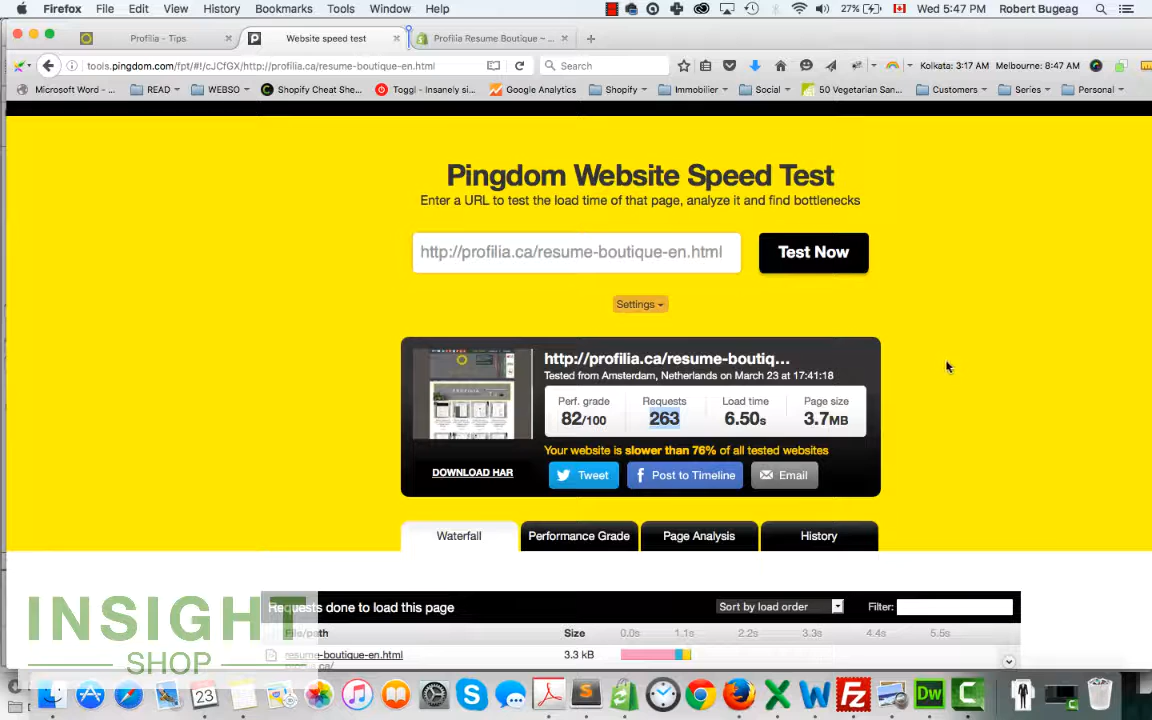 Firefox File Edit View History Bookmarks Tools Window Help 27% Wed 5:47 PM Robert Bugeag
Profilia - Tips Website speed test Profilia Resume Boutique ~ ...
tools.pingdom.com/fpt/#!/cJCfGX/http://profilia.ca/resume-boutique-en.html Search Kolkata: 3:17 AM Melbourne: 8:47 AM
Microsoft Word - ... READ WEBSO Shopify Cheat She... Toggl - Insanely si... Google Analytics Shopify Immobilier Social 50 Vegetarian San... Customers Series Personal
Pingdom Website Speed Test
Enter a URL to test the load time of that page, analyze it and find bottlenecks
http://profilia.ca/resume-boutique-en.html Test Now
Settings
http://profilia.ca/resume-boutiq...
Tested from Amsterdam, Netherlands on March 23 at 17:41:18
Perf. grade Requests Load time Page size
82/100 263 6.50s 3.7MB
Your website is slower than 76% of all tested websites
DOWNLOAD HAR Tweet Post to Timeline Email
Waterfall Performance Grade Page Analysis History
Requests done to load this page Sort by load order Filter:
File/path Size 0.0s 1.1s 2.2s 3.3s 4.4s 5.5s
resume-boutique-en.html 3.3 kB
INSIGHT
SHOP
23